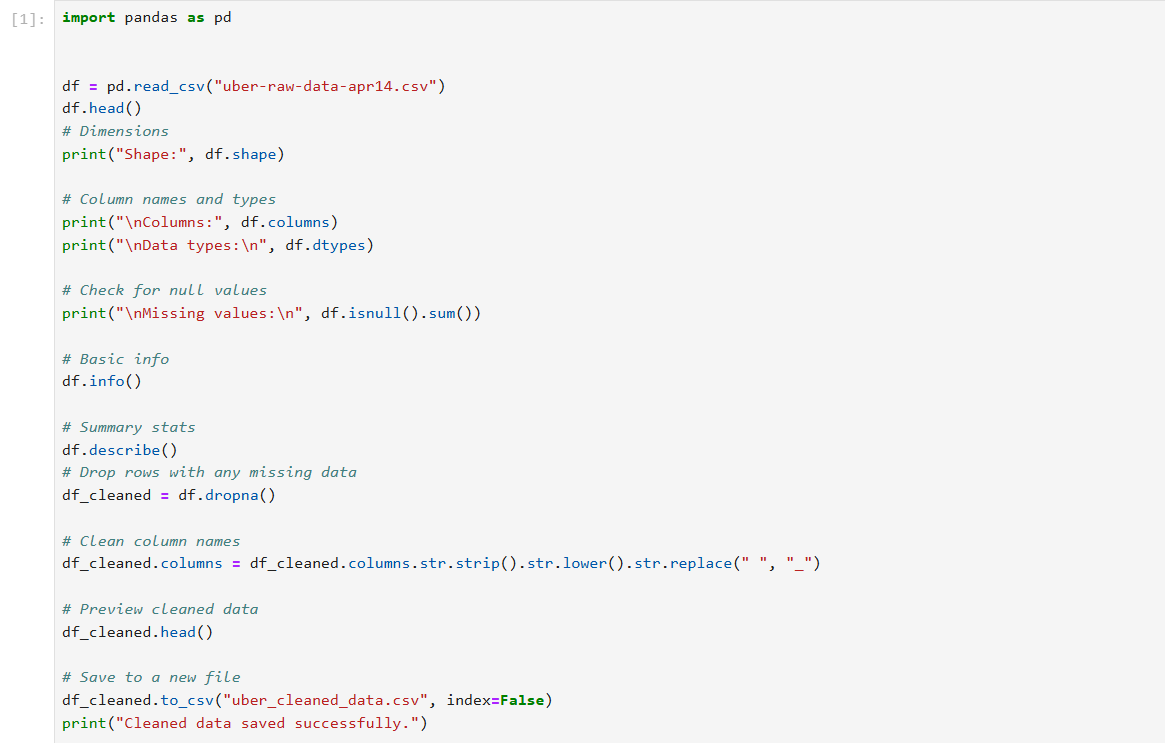 [1]:
import pandas as pd
df = pd.read_csv("uber-raw-data-apr14.csv")
df.head()
# Dimensions
print("Shape:", df.shape)
# Column names and types
print("\nColumns:", df.columns)
print("\nData types:\n", df.dtypes)
# Check for null values
print("\nMissing values:\n", df.isnull().sum())
# Basic info
df.info()
# Summary stats
df.describe()
# Drop rows with any missing data
df_cleaned = df.dropna()
# Clean column names
df_cleaned.columns = df_cleaned.columns.str.strip().str.lower().str.replace(" ", "_")
# Preview cleaned data
df_cleaned.head()
# Save to a new file
df_cleaned.to_csv("uber_cleaned_data.csv", index=False)
print("Cleaned data saved successfully.")